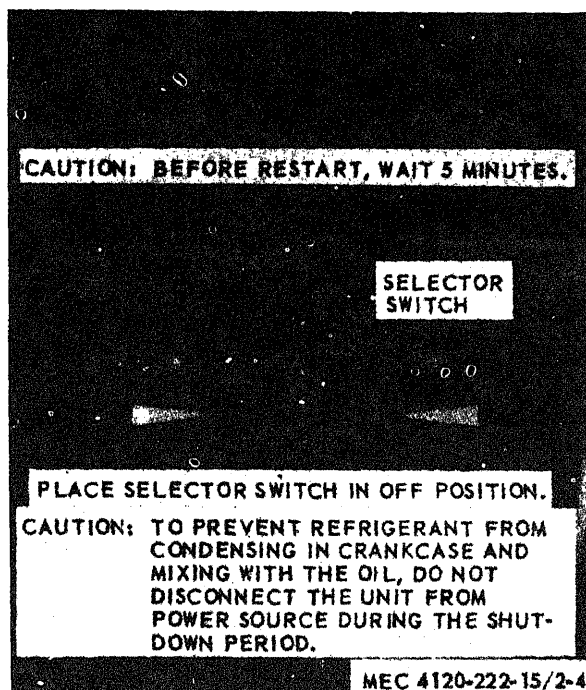 CAUTION: BEFORE RESTART, WAIT 5 MINUTES.
SELECTOR
SWITCH
PLACE SELECTOR SWITCH IN OFF POSITION.
CAUTION: TO PREVENT REFRIGERANT FROM
CONDENSING IN CRANKCASE AND
MIXING WITH THE OIL, DO NOT
DISCONNECT THE UNIT FROM
POWER SOURCE DURING THE SHUT-
DOWN PERIOD.
MEC 4120-222-15/2-4